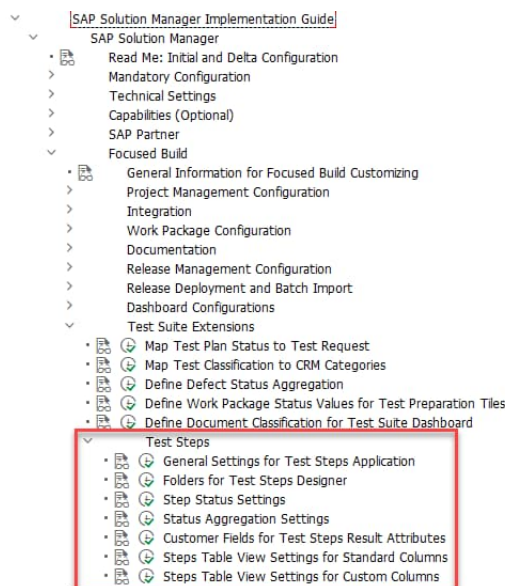 SAP Solution Manager Implementation Guide
SAP Solution Manager
Read Me: Initial and Delta Configuration
Mandatory Configuration
Technical Settings
Capabilities (Optional)
SAP Partner
Focused Build
General Information for Focused Build Customizing
Project Management Configuration
Integration
Work Package Configuration
Documentation
Release Management Configuration
Release Deployment and Batch Import
Dashboard Configurations
Test Suite Extensions
Map Test Plan Status to Test Request
Map Test Classification to CRM Categories
Define Defect Status Aggregation
Define Work Package Status Values for Test Preparation Tiles
Define Document Classification for Test Suite Dashboard
Test Steps
General Settings for Test Steps Application
Folders for Test Steps Designer
Step Status Settings
Status Aggregation Settings
Customer Fields for Test Steps Result Attributes
Steps Table View Settings for Standard Columns
Steps Table View Settings for Custom Columns